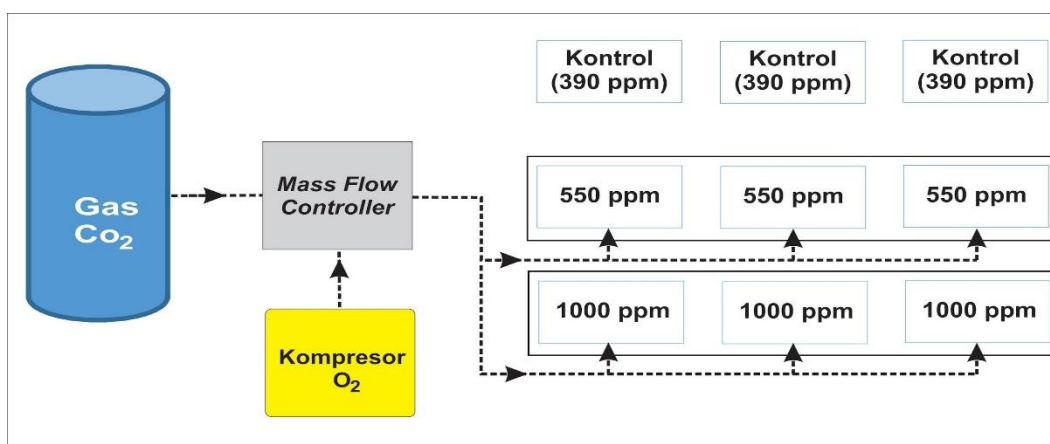 Gas
Co₂
Mass Flow
Controller
Kompresor
O₂
Kontrol
(390 ppm)
Kontrol
(390 ppm)
Kontrol
(390 ppm)
550 ppm
550 ppm
550 ppm
1000 ppm
1000 ppm
1000 ppm